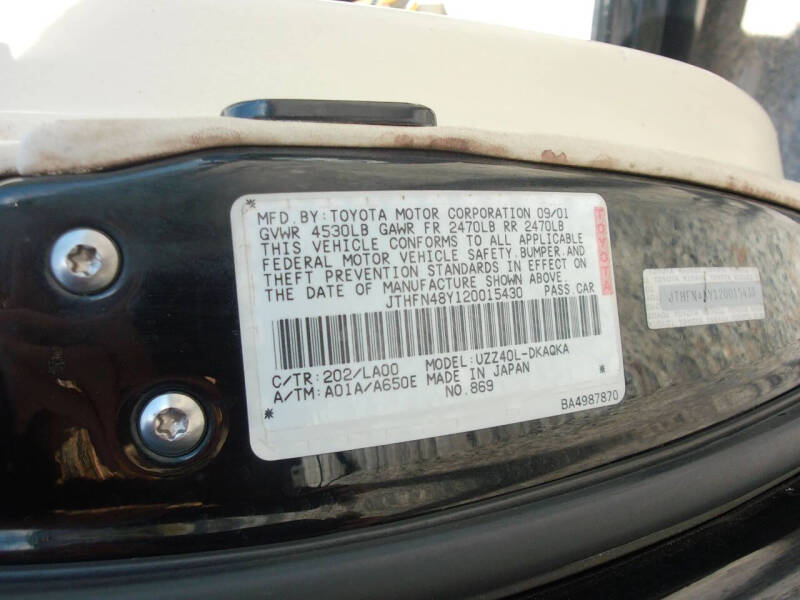 MFD.BY:TOYOTA MOTOR CORPORATION 09/01
GVWR 4530LB GAWR FR 2470LB RR 2470LB
THIS VEHICLE CONFORMS TO ALL APPLICABLE
FEDERAL MOTOR VEHICLE SAFETY,BUMPER,AND
THEFT PREVENTION STANDARDS IN EFFECT ON
THE DATE OF MANUFACTURE SHOWN ABOVE
JTHFN48Y120015430 PASS.CAR
TOYOTA
C/TR:202/LA00 MODEL:UZZ40L-DKAQKA
A/TM:A01A/A650E MADE IN JAPAN
* NO.869 BA4987870 *
JTHFN48Y120015430